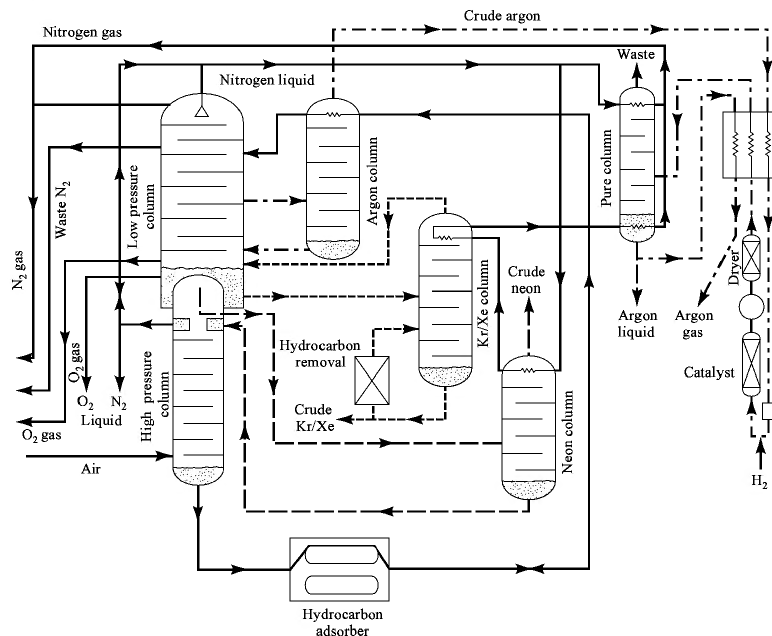 Crude argon
Nitrogen gas
Waste
Nitrogen liquid
Low pressure
column
Argon column
Pure column
Waste N2
N2 gas
Kr/Xe column
Crude
neon
Dryer
Argon
liquid
Argon
gas
Hydrocarbon
removal
O2 gas
High pressure
column
Catalyst
O2
N2
Liquid
Crude
Kr/Xe
Neon column
O2 gas
Air
H2
Hydrocarbon
adsorber